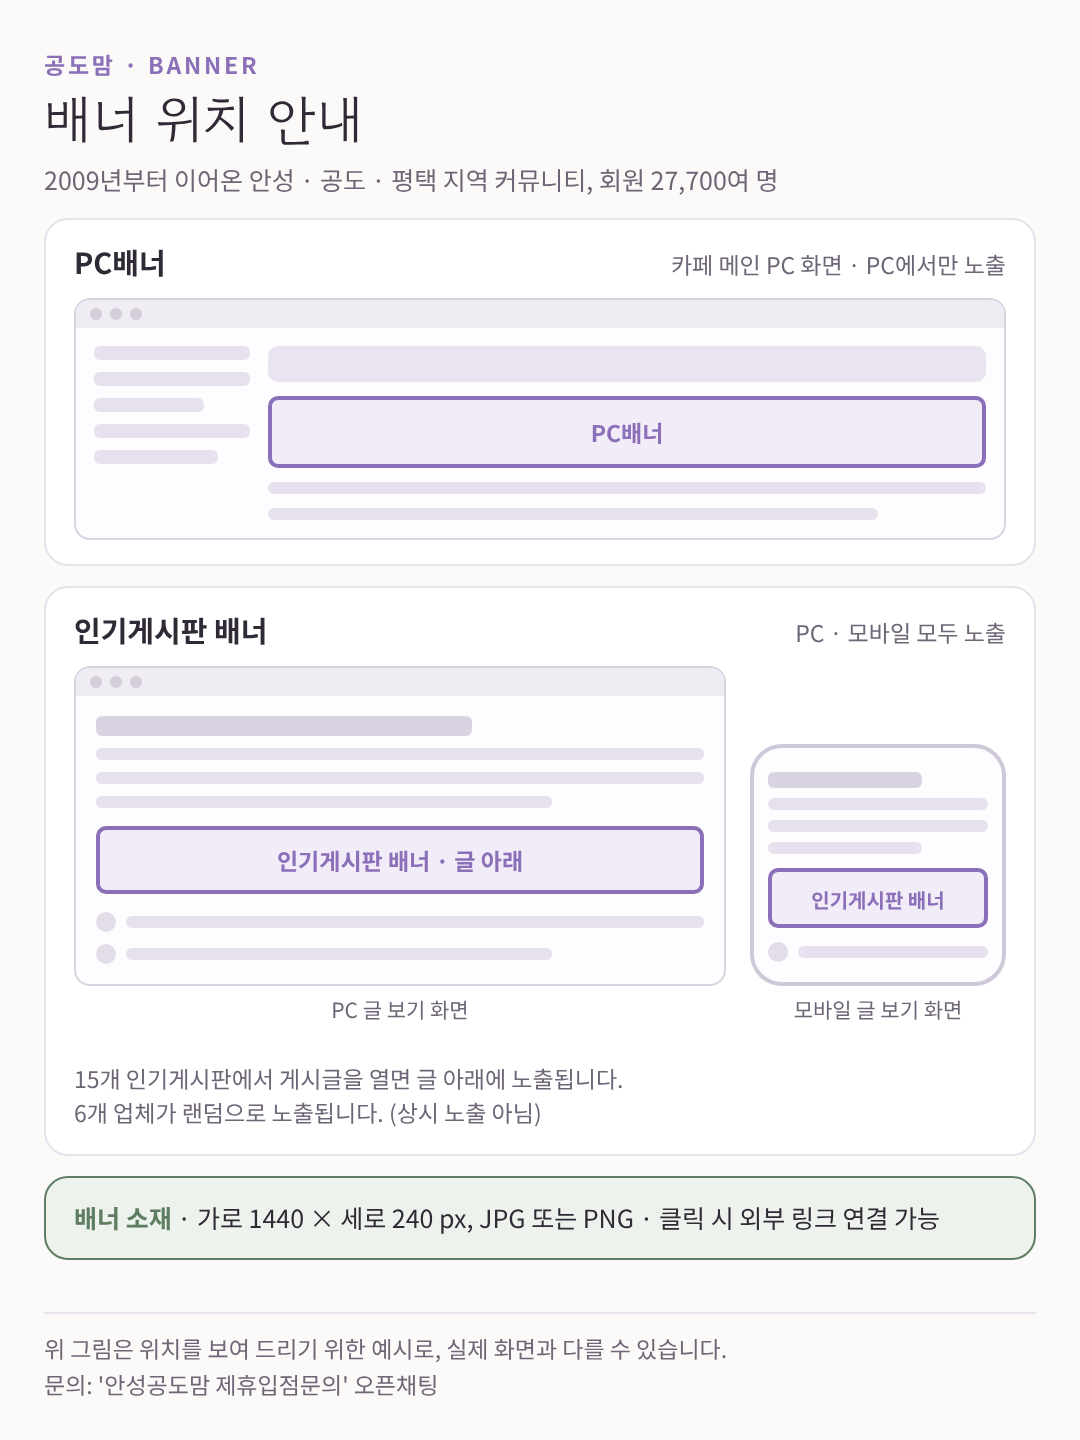 공도맘 · BANNER
배너 위치 안내
2009년부터 이어온 안성 · 공도 · 평택 지역 커뮤니티, 회원 27,700여 명
PC배너
카페 메인 PC 화면 · PC에서만 노출
PC배너
인기게시판 배너
PC · 모바일 모두 노출
인기게시판 배너 · 글 아래
인기게시판 배너
PC 글 보기 화면
모바일 글 보기 화면
15개 인기게시판에서 게시글을 열면 글 아래에 노출됩니다.
6개 업체가 랜덤으로 노출됩니다. (상시 노출 아님)
배너 소재 · 가로 1440 × 세로 240 px, JPG 또는 PNG · 클릭 시 외부 링크 연결 가능
위 그림은 위치를 보여 드리기 위한 예시로, 실제 화면과 다를 수 있습니다.
문의: '안성공도맘 제휴입점문의' 오픈채팅